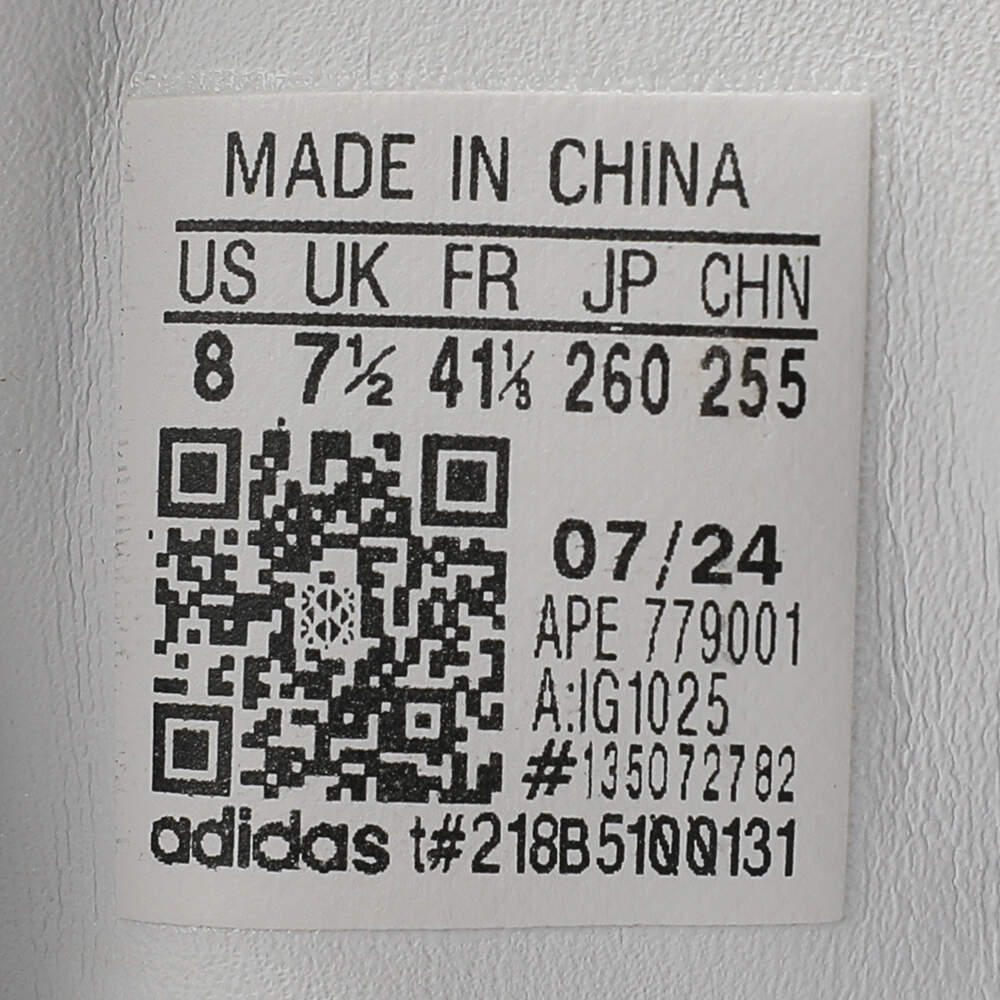 MADE IN CHINA
US UK FR JP CHN
8 7½ 41⅓ 260 255
07/24
APE 779001
A:IG1025
#135072782
adidas t#218B5100131